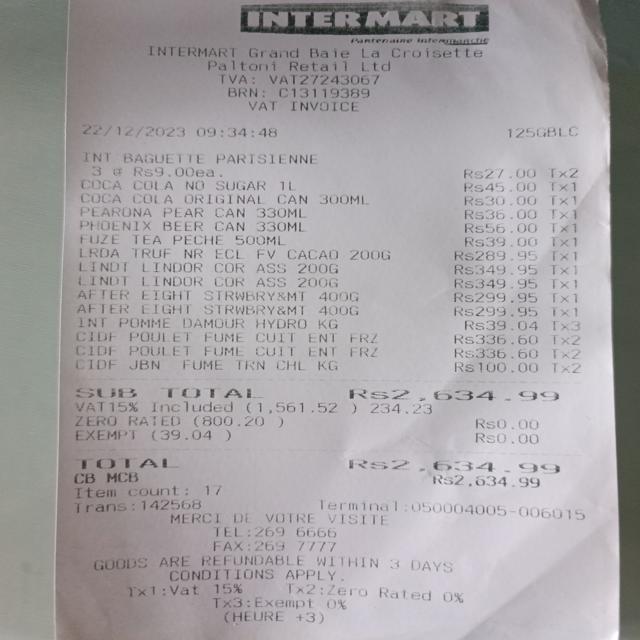 INTERMART
Partenaire Intermarché
INTERMART Grand Baie La Croisette
Paltoni Retail Ltd
TVA: VAT27243067
BRN: C13119389
VAT INVOICE
22/12/2023 09:34:48 125GBLC
INT BAGUETTE PARISIENNE
3 @ Rs9.00ea. Rs27.00 Tx2
COCA COLA NO SUGAR 1L Rs45.00 Tx1
COCA COLA ORIGINAL CAN 300ML Rs30.00 Tx1
PEARONA PEAR CAN 330ML Rs36.00 Tx1
PHOENIX BEER CAN 330ML Rs56.00 Tx1
FUZE TEA PECHE 500ML Rs39.00 Tx1
LRDA TRUF NR ECL FV CACAO 200G Rs289.95 Tx1
LINDT LINDOR COR ASS 200G Rs349.95 Tx1
LINDT LINDOR COR ASS 200G Rs349.95 Tx1
AFTER EIGHT STRWBRY&MT 400G Rs299.95 Tx1
AFTER EIGHT STRWBRY&MT 400G Rs299.95 Tx1
INT POMME DAMOUR HYDRO KG Rs39.04 Tx3
CIDF POULET FUME CUIT ENT FRZ Rs336.60 Tx2
CIDF POULET FUME CUIT ENT FRZ Rs336.60 Tx2
CIDF JBN FUME TRN CHL KG Rs100.00 Tx2
SUB TOTAL Rs2,634.99
VAT15% Included (1,561.52 ) 234.23
ZERO RATED (800.20 ) Rs0.00
EXEMPT (39.04 ) Rs0.00
TOTAL Rs2,634.99
CB MCB Rs2,634.99
Item count: 17
Trans:142568 Terminal:050004005-006015
MERCI DE VOTRE VISITE
TEL:269 6666
FAX:269 7777
GOODS ARE REFUNDABLE WITHIN 3 DAYS
CONDITIONS APPLY.
Tx1:Vat 15% Tx2:Zero Rated 0%
Tx3:Exempt 0%
(HEURE +3)